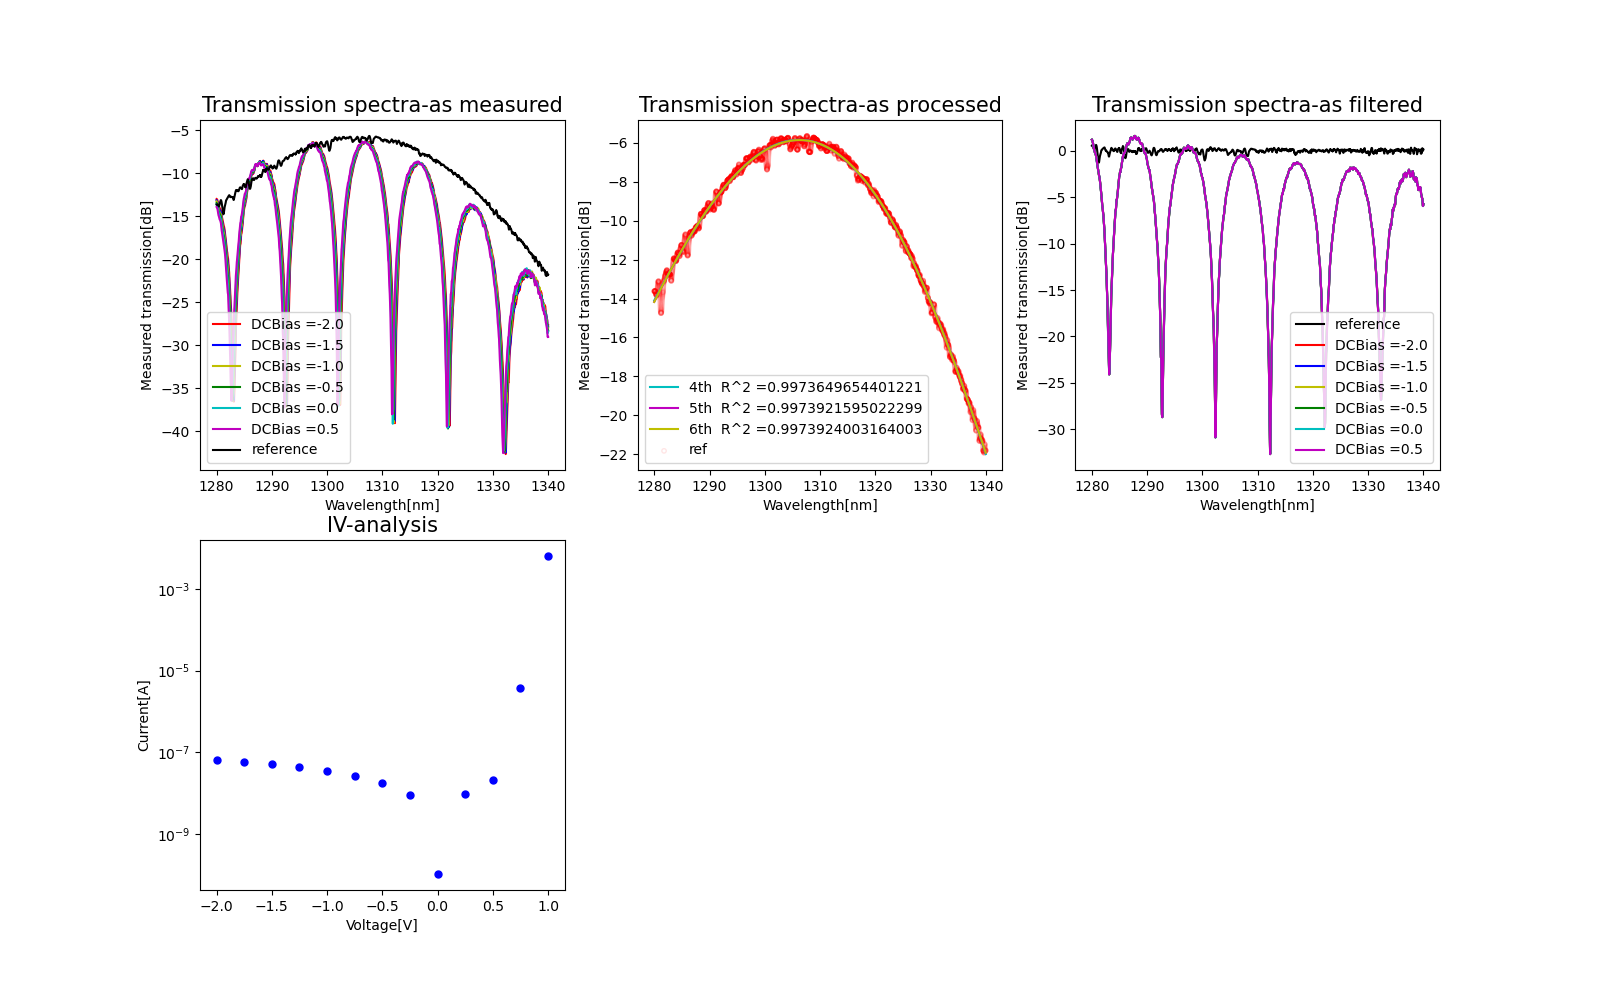 Transmission spectra-as measured
Measured transmission[dB]
−5
−10
−15
−20
−25
−30
−35
−40
DCBias =-2.0
DCBias =-1.5
DCBias =-1.0
DCBias =-0.5
DCBias =0.0
DCBias =0.5
reference
1280 1290 1300 1310 1320 1330 1340
Wavelength[nm]
Transmission spectra-as processed
Measured transmission[dB]
−6
−8
−10
−12
−14
−16
−18
−20
−22
4th R^2 =0.9973649654401221
5th R^2 =0.9973921595022299
6th R^2 =0.9973924003164003
ref
1280 1290 1300 1310 1320 1330 1340
Wavelength[nm]
Transmission spectra-as filtered
Measured transmission[dB]
0
−5
−10
−15
−20
−25
−30
reference
DCBias =-2.0
DCBias =-1.5
DCBias =-1.0
DCBias =-0.5
DCBias =0.0
DCBias =0.5
1280 1290 1300 1310 1320 1330 1340
Wavelength[nm]
IV-analysis
Current[A]
10⁻³
10⁻⁵
10⁻⁷
10⁻⁹
−2.0 −1.5 −1.0 −0.5 0.0 0.5 1.0
Voltage[V]